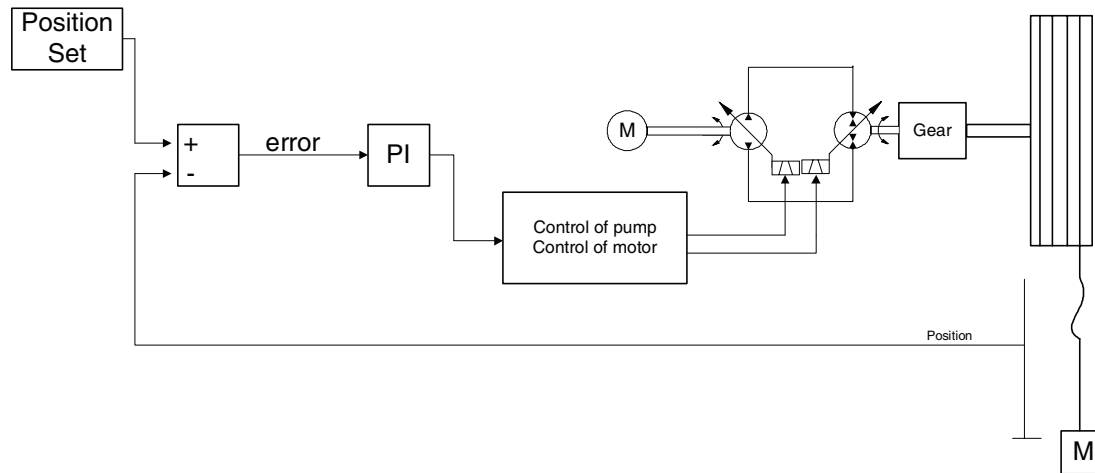 Position
Set
+
-
error
PI
Control of pump
Control of motor
M
Gear
Position
M